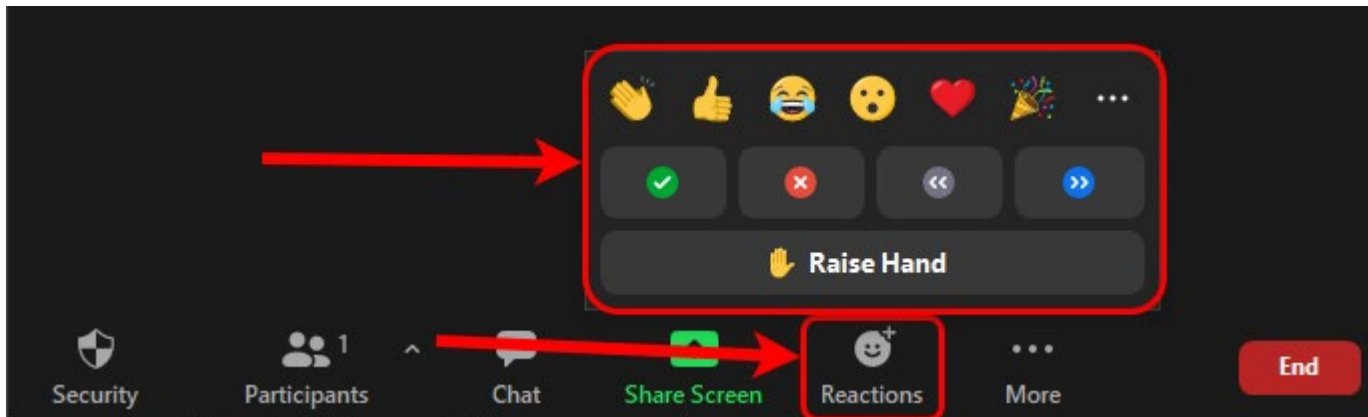 Raise Hand
1
Security
Participants
Chat
Share Screen
Reactions
More
End